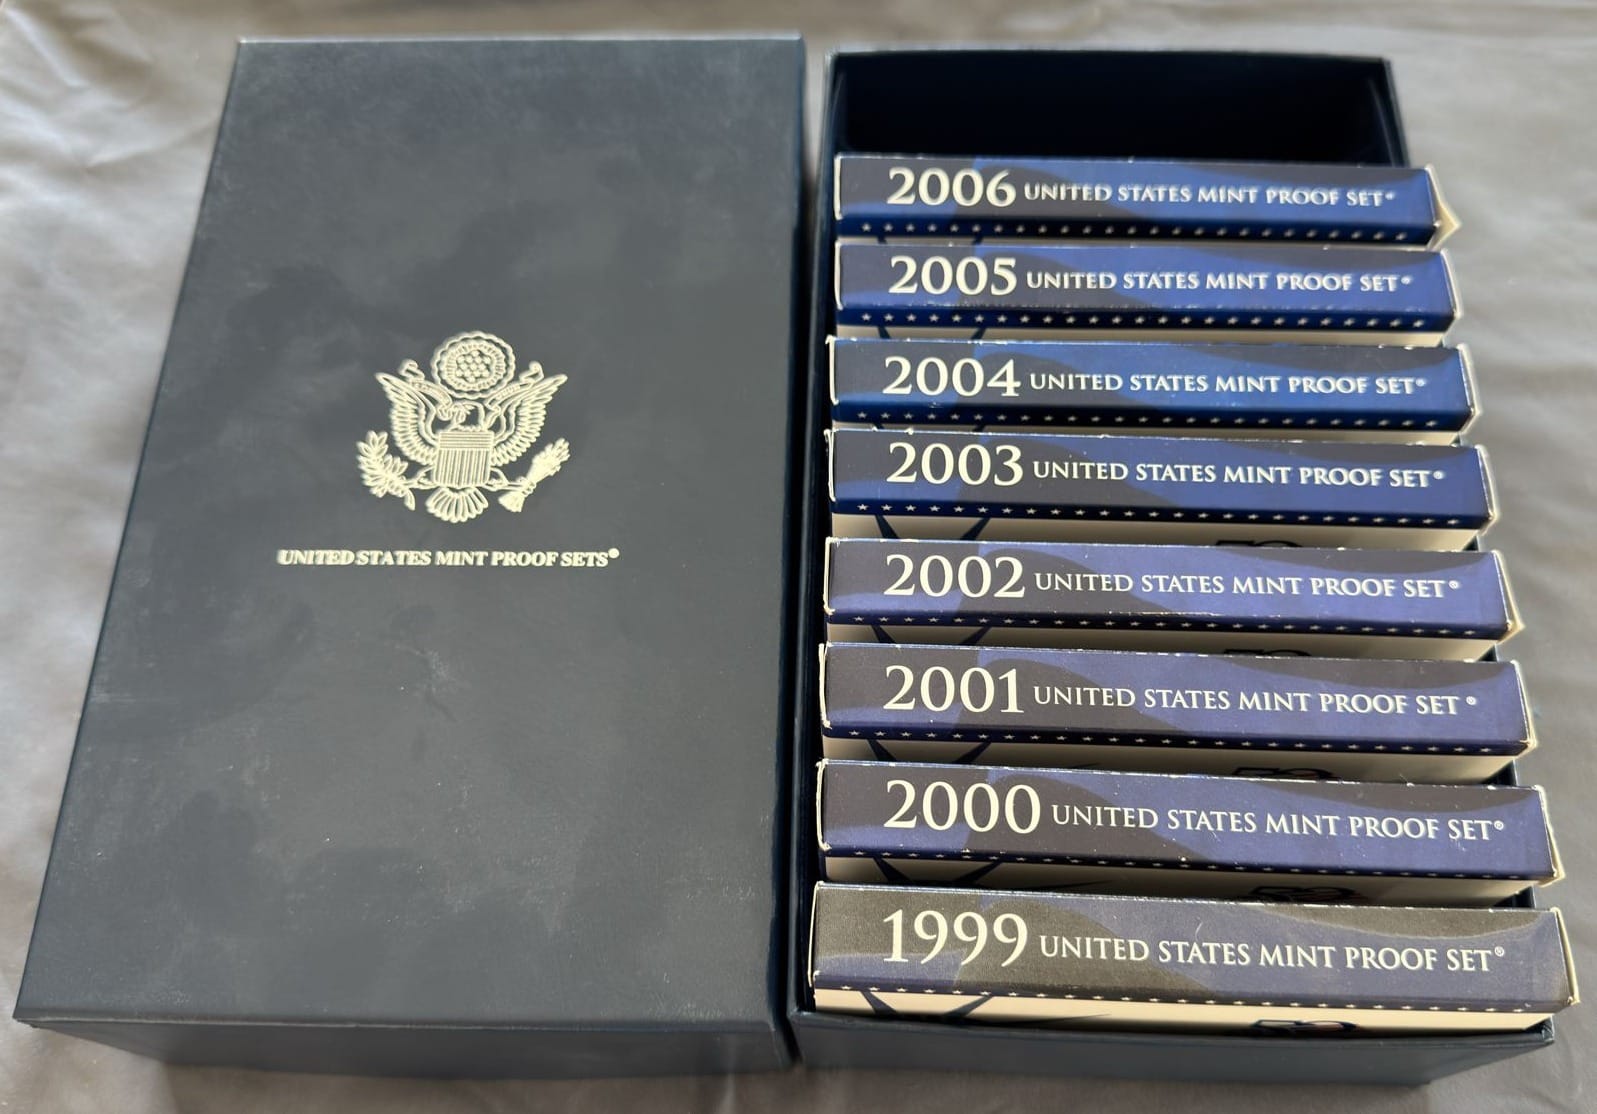 UNITED STATES MINT PROOF SETS®
2006 UNITED STATES MINT PROOF SET®
2005 UNITED STATES MINT PROOF SET®
2004 UNITED STATES MINT PROOF SET®
2003 UNITED STATES MINT PROOF SET®
2002 UNITED STATES MINT PROOF SET®
2001 UNITED STATES MINT PROOF SET®
2000 UNITED STATES MINT PROOF SET®
1999 UNITED STATES MINT PROOF SET®